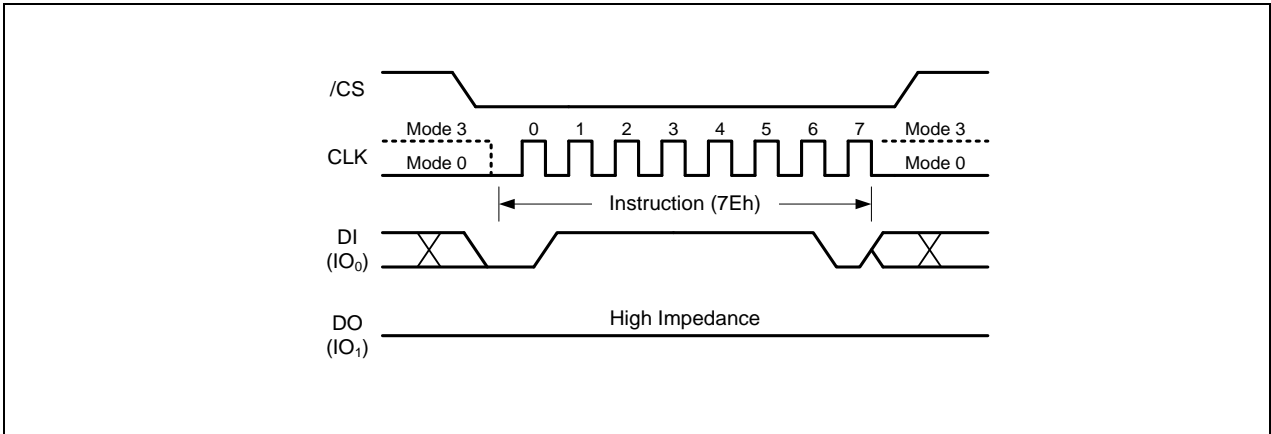 /CS
Mode 3 0 1 2 3 4 5 6 7 Mode 3
CLK
Mode 0 Mode 0
Instruction (7Eh)
DI
(IO₀)
High Impedance
DO
(IO₁)